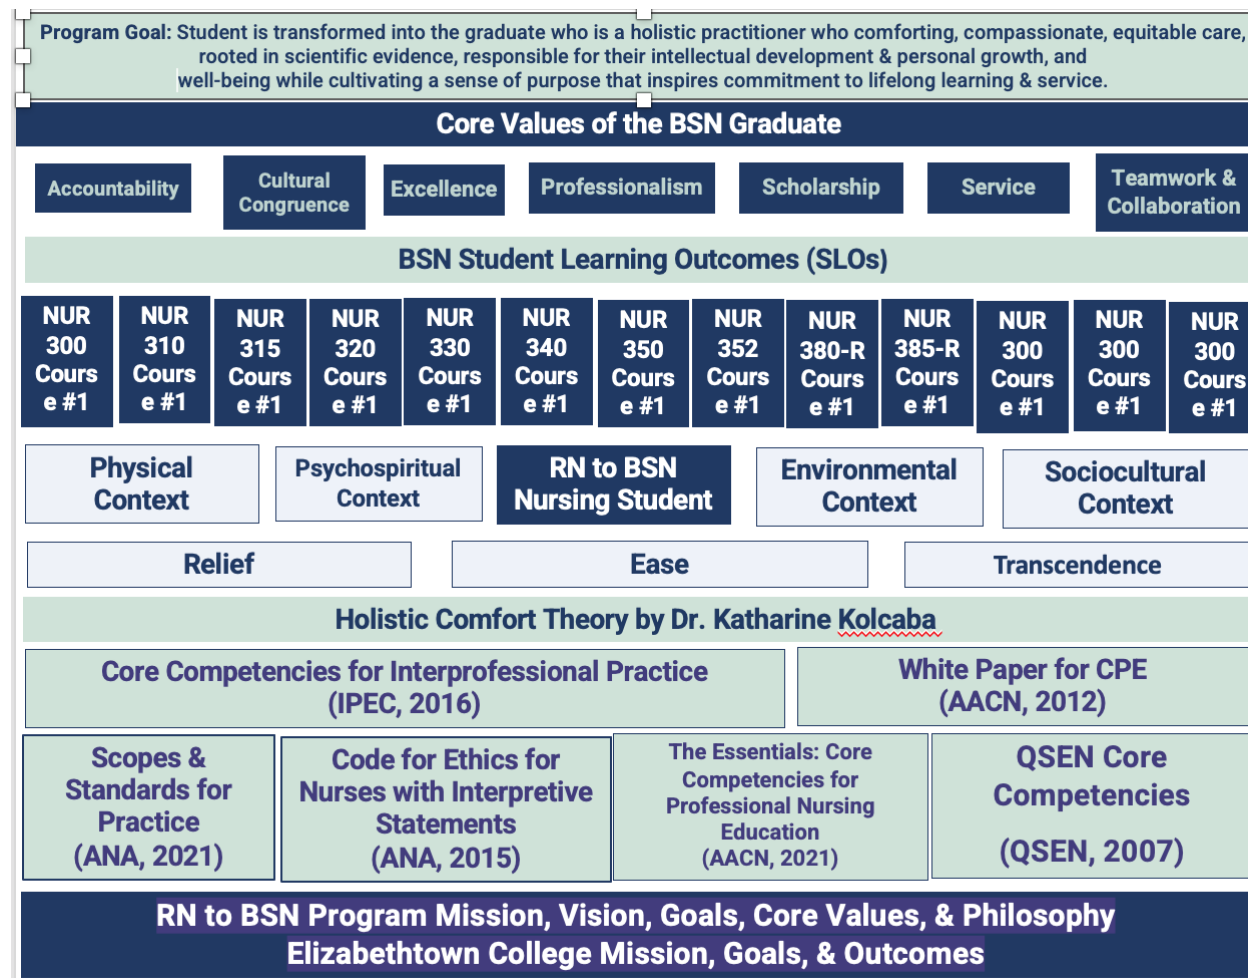 Program Goal: Student is transformed into the graduate who is a holistic practitioner who comforting, compassionate, equitable care,
rooted in scientific evidence, responsible for their intellectual development & personal growth, and
well-being while cultivating a sense of purpose that inspires commitment to lifelong learning & service.
Core Values of the BSN Graduate
Accountability
Cultural
Congruence
Excellence
Professionalism
Scholarship
Service
Teamwork &
Collaboration
BSN Student Learning Outcomes (SLOs)
NUR
300
Cours
e #1
NUR
310
Cours
e #1
NUR
315
Cours
e #1
NUR
320
Cours
e #1
NUR
330
Cours
e #1
NUR
340
Cours
e #1
NUR
350
Cours
e #1
NUR
352
Cours
e #1
NUR
380-R
Cours
e #1
NUR
385-R
Cours
e #1
NUR
300
Cours
e #1
NUR
300
Cours
e #1
NUR
300
Cours
e #1
Physical
Context
Psychospiritual
Context
RN to BSN
Nursing Student
Environmental
Context
Sociocultural
Context
Relief
Ease
Transcendence
Holistic Comfort Theory by Dr. Katharine Kolcaba
Core Competencies for Interprofessional Practice
(IPEC, 2016)
White Paper for CPE
(AACN, 2012)
Scopes &
Standards for
Practice
(ANA, 2021)
Code for Ethics for
Nurses with Interpretive
Statements
(ANA, 2015)
The Essentials: Core
Competencies for
Professional Nursing
Education
(AACN, 2021)
QSEN Core
Competencies
(QSEN, 2007)
RN to BSN Program Mission, Vision, Goals, Core Values, & Philosophy
Elizabethtown College Mission, Goals, & Outcomes